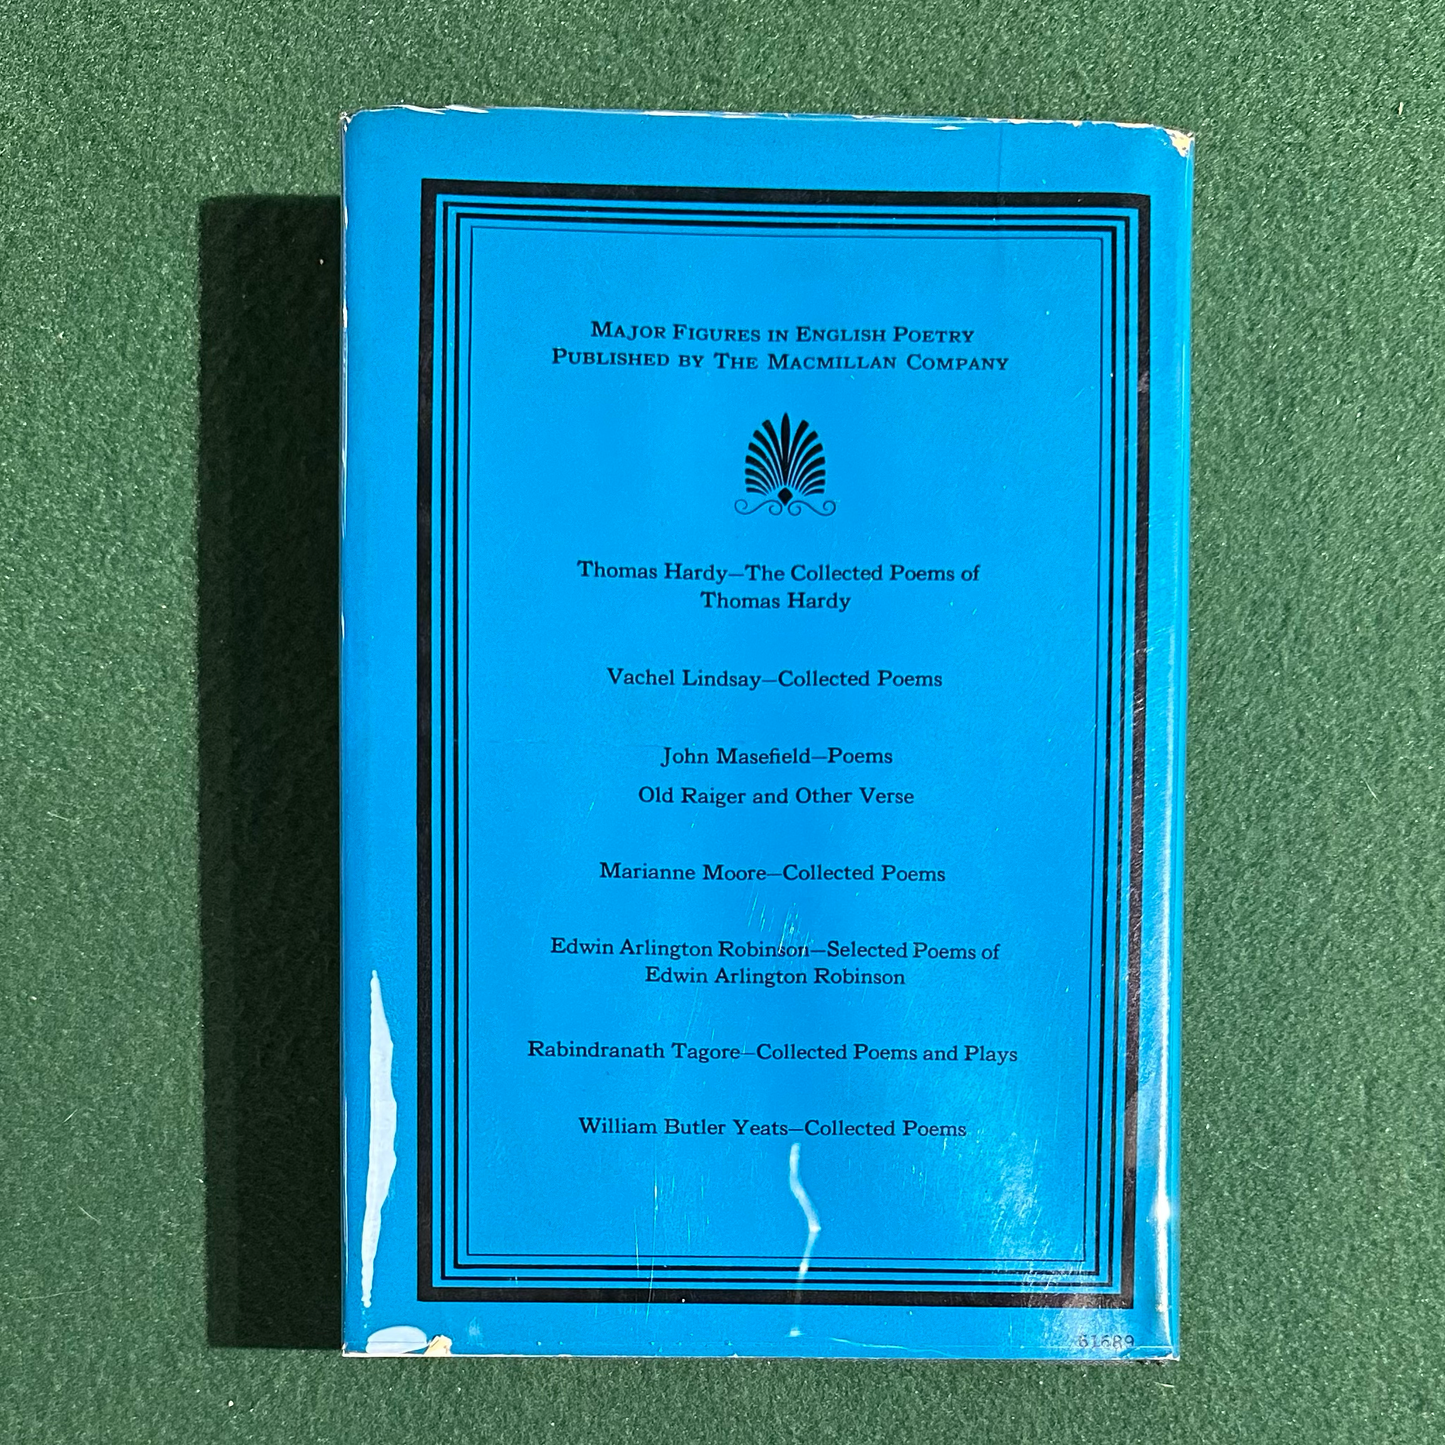 MAJOR FIGURES IN ENGLISH POETRY
PUBLISHED BY THE MACMILLAN COMPANY
Thomas Hardy—The Collected Poems of
Thomas Hardy
Vachel Lindsay—Collected Poems
John Masefield—Poems
Old Raiger and Other Verse
Marianne Moore—Collected Poems
Edwin Arlington Robinson—Selected Poems of
Edwin Arlington Robinson
Rabindranath Tagore—Collected Poems and Plays
William Butler Yeats—Collected Poems
61689